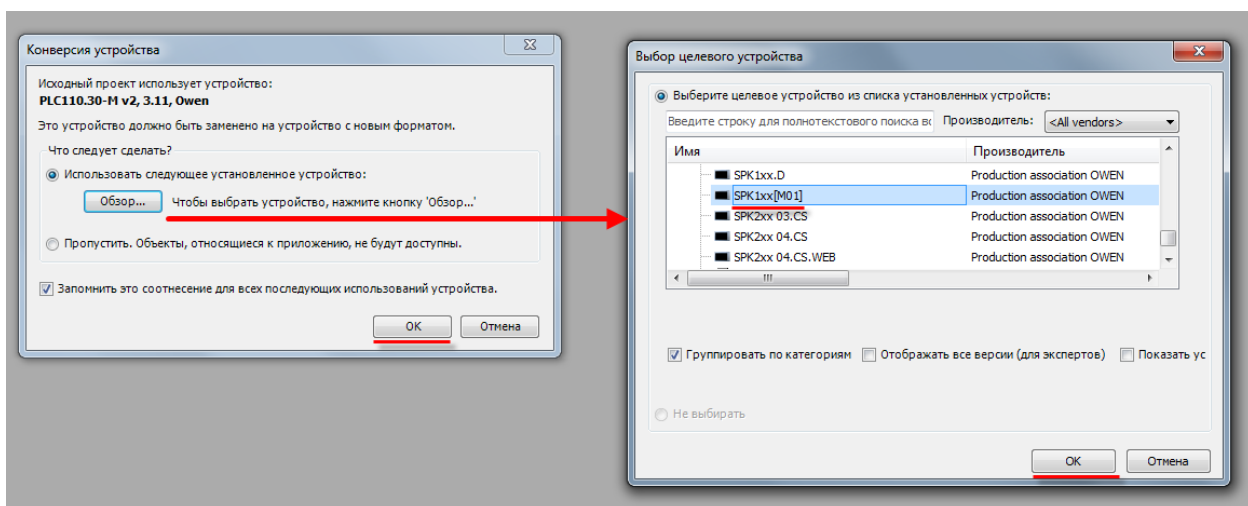 Конверсия устройства
Исходный проект использует устройство:
PLC110.30-M v2, 3.11, Owen
Это устройство должно быть заменено на устройство с новым форматом.
Что следует сделать?
Использовать следующее установленное устройство:
Обзор... Чтобы выбрать устройство, нажмите кнопку 'Обзор...'
Пропустить. Объекты, относящиеся к приложению, не будут доступны.
Запомнить это соотнесение для всех последующих использований устройства.
OK Отмена
Выбор целевого устройства
Выберите целевое устройство из списка установленных устройств:
Введите строку для полнотекстового поиска во Производитель: <All vendors>
Имя Производитель
SPK1xx.D Production association OWEN
SPK1xx[M01] Production association OWEN
SPK2xx 03.CS Production association OWEN
SPK2xx 04.CS Production association OWEN
SPK2xx 04.CS.WEB Production association OWEN
Группировать по категориям Отображать все версии (для экспертов) Показать ус
Не выбирать
OK Отмена